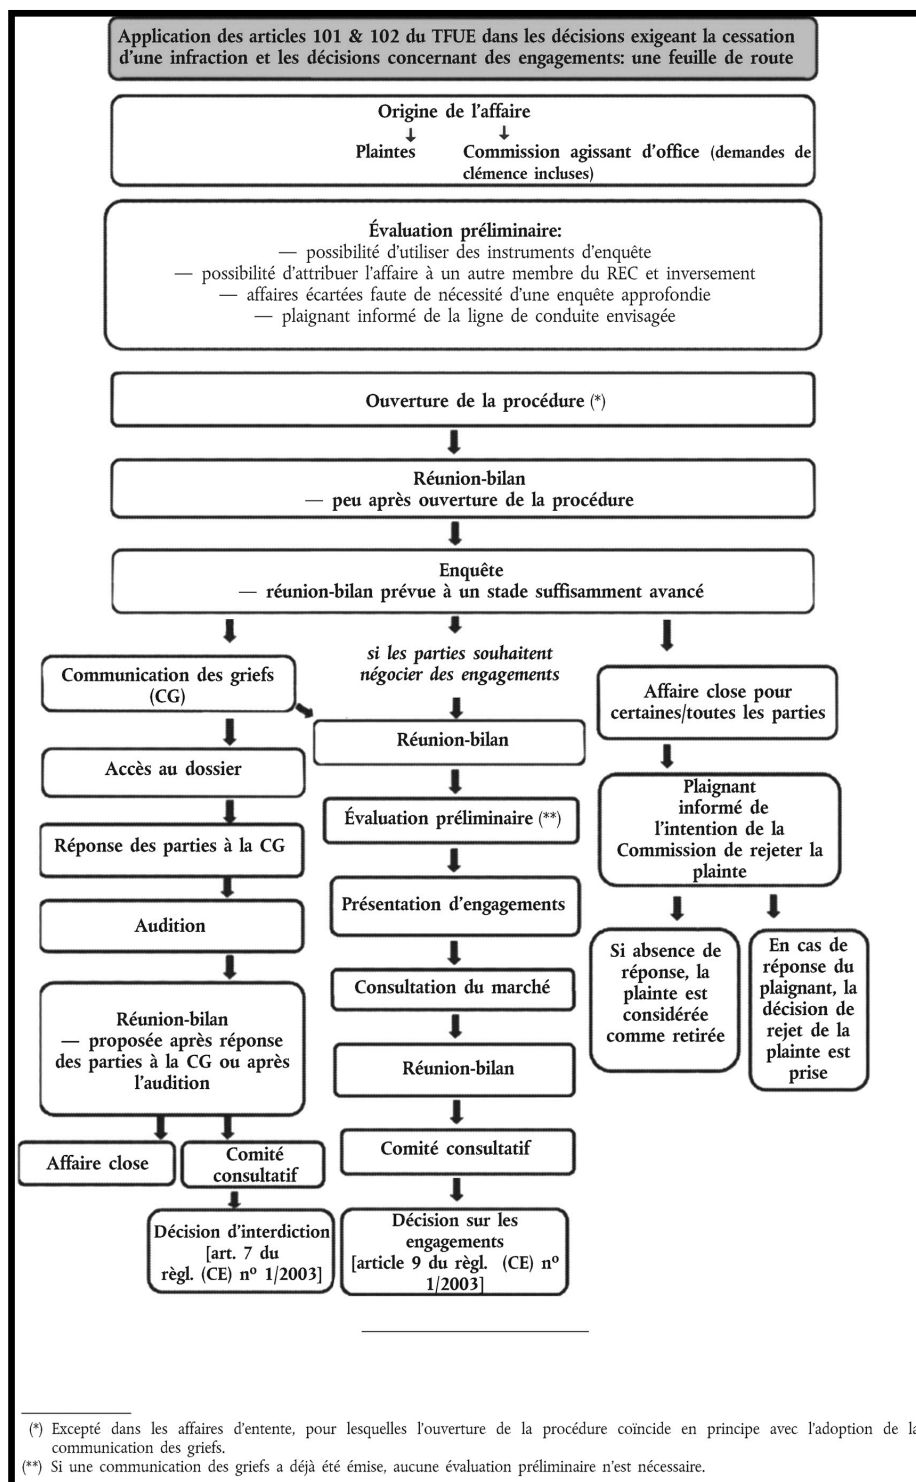 Application des articles 101 & 102 du TFUE dans les décisions exigeant la cessation
d'une infraction et les décisions concernant des engagements: une feuille de route
Origine de l'affaire
Plaintes
Commission agissant d'office (demandes de
clémence incluses)
Évaluation préliminaire:
— possibilité d'utiliser des instruments d'enquête
— possibilité d'attribuer l'affaire à un autre membre du REC et inversement
— affaires écartées faute de nécessité d'une enquête approfondie
— plaignant informé de la ligne de conduite envisagée
Ouverture de la procédure (*)
Réunion-bilan
— peu après ouverture de la procédure
Enquête
— réunion-bilan prévue à un stade suffisamment avancé
Communication des griefs
(CG)
Accès au dossier
Réponse des parties à la CG
Audition
Réunion-bilan
— proposée après réponse
des parties à la CG ou après
l'audition
Affaire close
Comité
consultatif
Décision d'interdiction
[art. 7 du
règl. (CE) nº 1/2003]
si les parties souhaitent
négocier des engagements
Réunion-bilan
Évaluation préliminaire (**)
Présentation d'engagements
Consultation du marché
Réunion-bilan
Comité consultatif
Décision sur les
engagements
[article 9 du règl. (CE) nº
1/2003]
Affaire close pour
certaines/toutes les parties
Plaignant
informé de
l'intention de la
Commission de rejeter la
plainte
Si absence de
réponse, la
plainte est
considérée
comme retirée
En cas de
réponse du
plaignant, la
décision de
rejet de la
plainte est
prise
(*) Excepté dans les affaires d'entente, pour lesquelles l'ouverture de la procédure coïncide en principe avec l'adoption de la
communication des griefs.
(**) Si une communication des griefs a déjà été émise, aucune évaluation préliminaire n'est nécessaire.